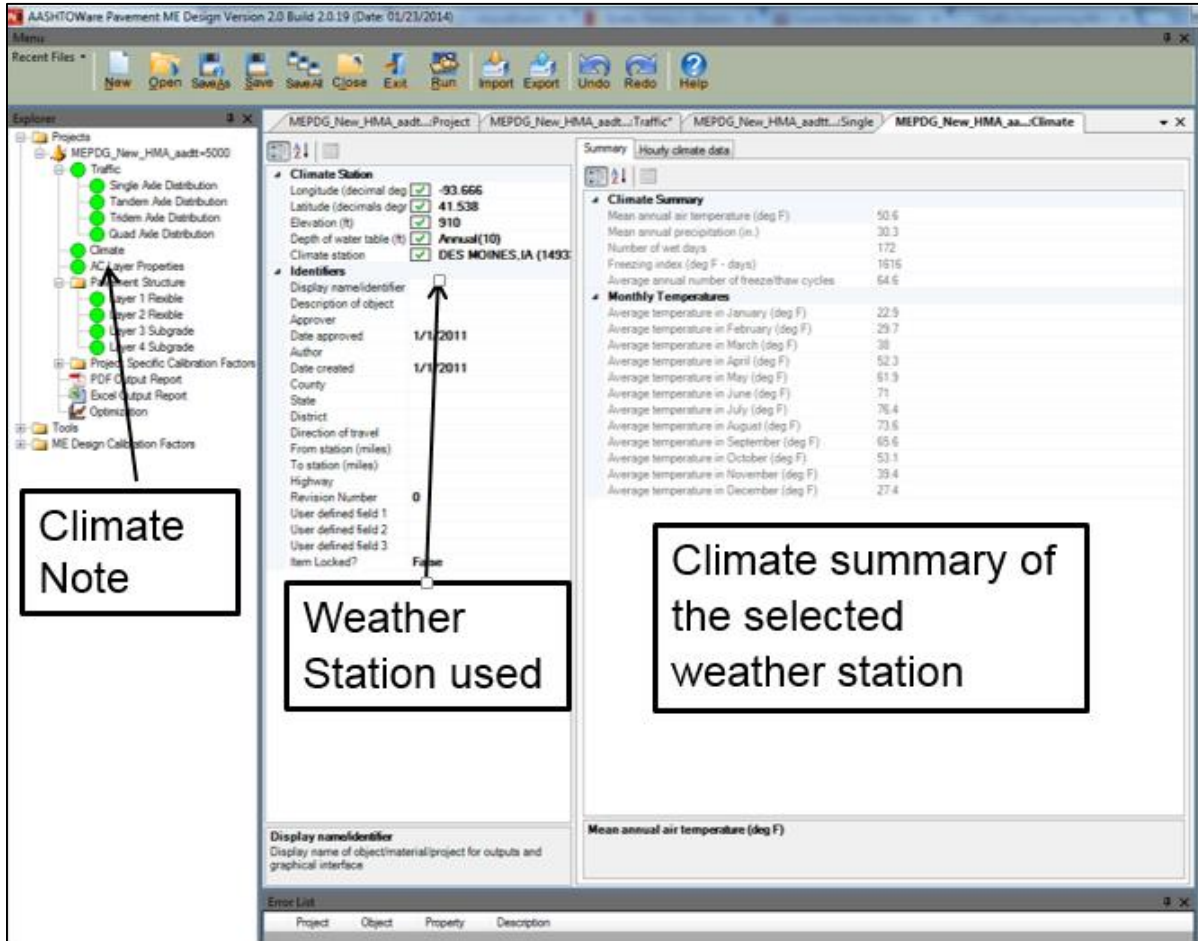 AASHTOWare Pavement ME Design Version 2.0 Build 2.0.19 (Date: 01/23/2014)
Menu
Recent Files
New Open SaveAs Save SaveAll Close Exit Run Import Export Undo Redo Help
Explorer
Projects
MEPDG_New_HMA_aadtt=5000
Traffic
Single Axle Distribution
Tandem Axle Distribution
Tridem Axle Distribution
Quad Axle Distribution
Climate
AC Layer Properties
Pavement Structure
Layer 1 Flexible
Layer 2 Flexible
Layer 3 Subgrade
Layer 4 Subgrade
Project Specific Calibration Factors
PDF Output Report
Excel Output Report
Optimization
Tools
ME Design Calibration Factors
Climate
Note
MEPDG_New_HMA_aadt...:Project MEPDG_New_HMA_aadt...:Traffic* MEPDG_New_HMA_aadtt...:Single MEPDG_New_HMA_aa...:Climate
Climate Station
Longitude (decimal deg -93.666
Latitude (decimals degr 41.538
Elevation (ft) 910
Depth of water table (ft) Annual(10)
Climate station DES MOINES,IA (1493
Identifiers
Display name/identifier
Description of object
Approver
Date approved 1/1/2011
Author
Date created 1/1/2011
County
State
District
Direction of travel
From station (miles)
To station (miles)
Highway
Revision Number 0
User defined field 1
User defined field 2
User defined field 3
Item Locked? False
Weather
Station used
Display name/identifier
Display name of object/material/project for outputs and
graphical interface
Summary Hourly climate data
Climate Summary
Mean annual air temperature (deg F) 50.6
Mean annual precipitation (in.) 30.3
Number of wet days 172
Freezing index (deg F - days) 1616
Average annual number of freeze/thaw cycles 64.6
Monthly Temperatures
Average temperature in January (deg F) 22.9
Average temperature in February (deg F) 29.7
Average temperature in March (deg F) 38
Average temperature in April (deg F) 52.3
Average temperature in May (deg F) 61.9
Average temperature in June (deg F) 71
Average temperature in July (deg F) 76.4
Average temperature in August (deg F) 73.6
Average temperature in September (deg F) 65.6
Average temperature in October (deg F) 53.1
Average temperature in November (deg F) 39.4
Average temperature in December (deg F) 27.4
Climate summary of
the selected
weather station
Mean annual air temperature (deg F)
Error List
Project Object Property Description